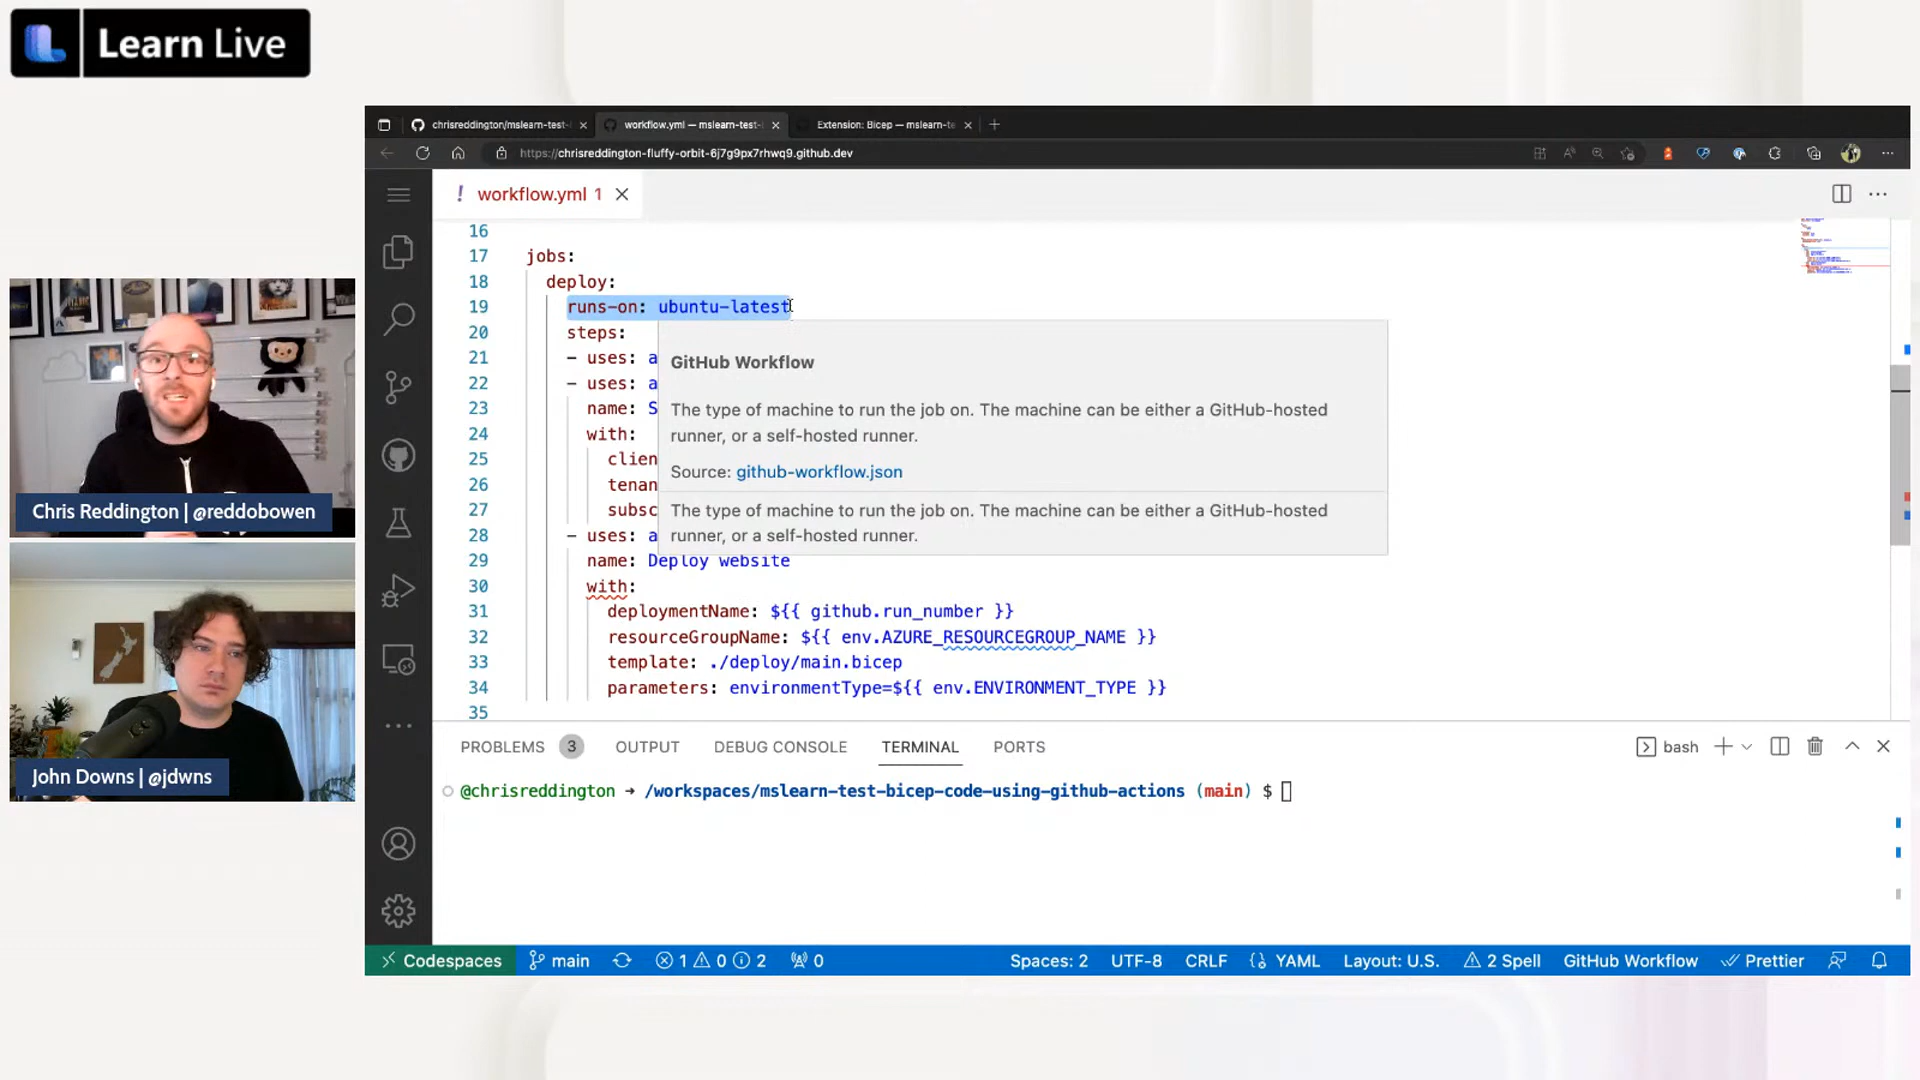 Learn Live
chrisreddington/mslearn-test-
workflow.yml — mslearn-test-
Extension: Bicep — mslearn-te
https://chrisreddington-fluffy-orbit-6j7g9px7rhwq9.github.dev
! workflow.yml 1
16
17 jobs:
18 deploy:
19 runs-on: ubuntu-latest
20 steps:
21 - uses: a
22 - uses: a
23 name: S
24 with:
25 clien
26 tenan
27 subsc
28 - uses: a
29 name: Deploy website
30 with:
31 deploymentName: ${{ github.run_number }}
32 resourceGroupName: ${{ env.AZURE_RESOURCEGROUP_NAME }}
33 template: ./deploy/main.bicep
34 parameters: environmentType=${{ env.ENVIRONMENT_TYPE }}
35
GitHub Workflow
The type of machine to run the job on. The machine can be either a GitHub-hosted
runner, or a self-hosted runner.
Source: github-workflow.json
The type of machine to run the job on. The machine can be either a GitHub-hosted
runner, or a self-hosted runner.
Chris Reddington | @reddobowen
John Downs | @jdwns
PROBLEMS 3 OUTPUT DEBUG CONSOLE TERMINAL PORTS
bash
@chrisreddington → /workspaces/mslearn-test-bicep-code-using-github-actions (main) $
Codespaces main 1 0 2 0 Spaces: 2 UTF-8 CRLF YAML Layout: U.S. 2 Spell GitHub Workflow Prettier